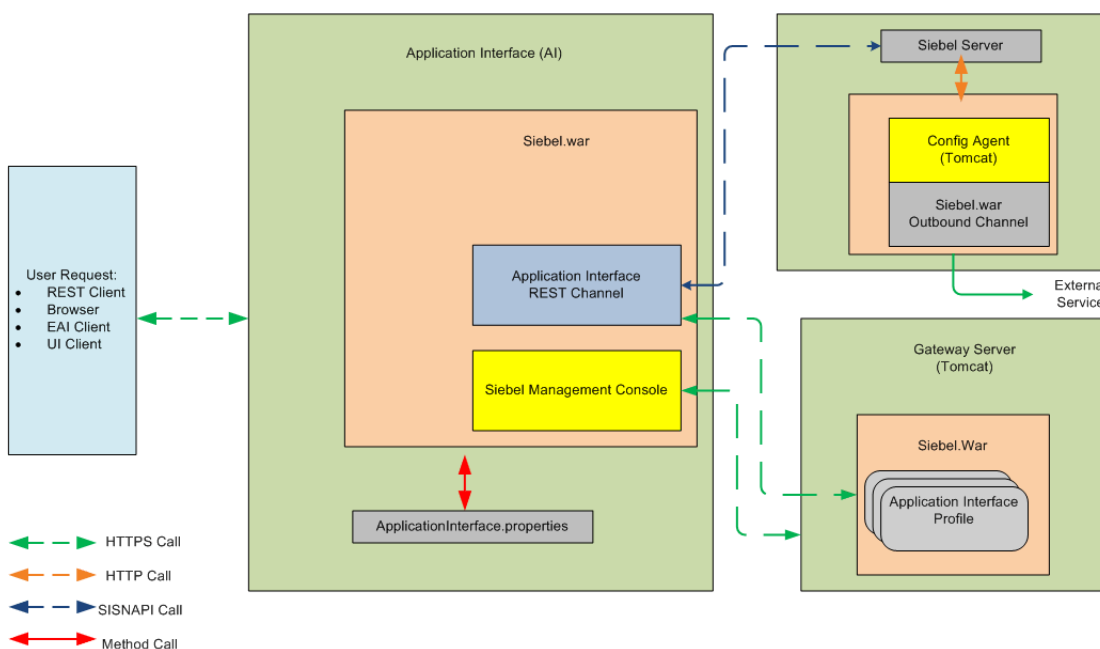 User Request:
• REST Client
• Browser
• EAI Client
• UI Client
Application Interface (AI)
Siebel.war
Application Interface
REST Channel
Siebel Management Console
ApplicationInterface.properties
Siebel Server
Config Agent
(Tomcat)
Siebel.war
Outbound Channel
Externa
Service
Gateway Server
(Tomcat)
Siebel.War
Application Interface
Profile
HTTPS Call
HTTP Call
SISNAPI Call
Method Call